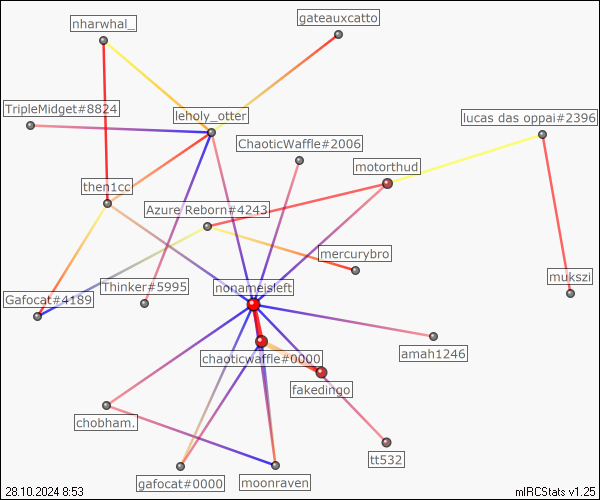 gateauxcatto
nharwhal_
TripleMidget#8824
leholy_otter
lucas das oppai#2396
ChaoticWaffle#2006
motorthud
then1cc
Azure Reborn#4243
mercurybro
mukszi
Thinker#5995
nonameisleft
Gafocat#4189
amah1246
chaoticwaffle#0000
fakedingo
chobham.
tt532
gafocat#0000
moonraven
28.10.2024 8:53
mIRCStats v1.25